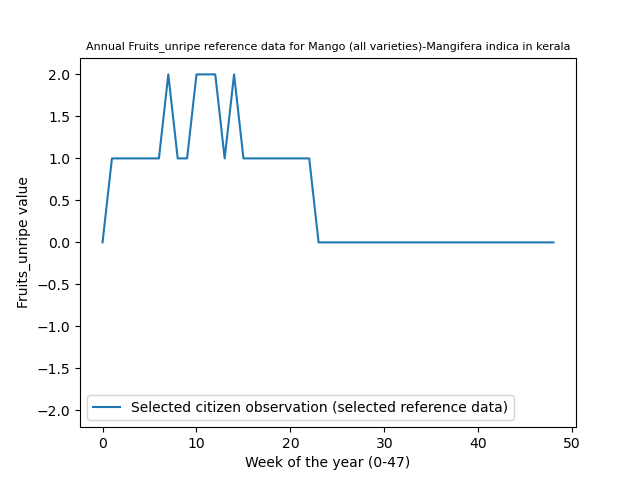 Annual Fruits_unripe reference data for Mango (all varieties)-Mangifera indica in kerala
2.0
1.5
1.0
0.5
0.0
−0.5
−1.0
−1.5
−2.0
Fruits_unripe value
Selected citizen observation (selected reference data)
0 10 20 30 40 50
Week of the year (0-47)